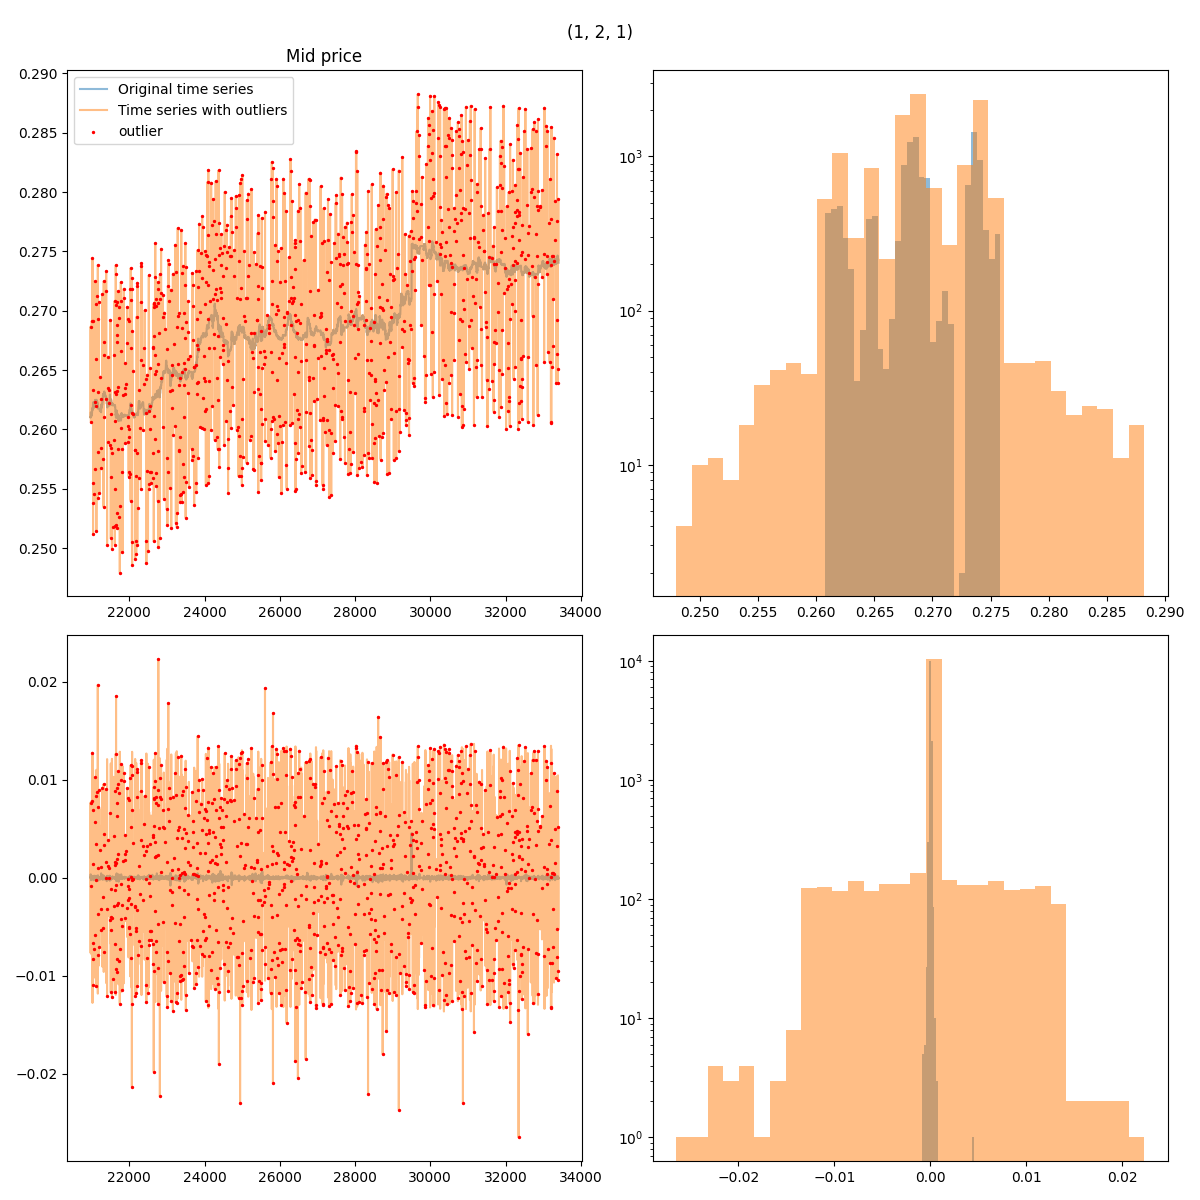 (1, 2, 1)
Mid price
Original time series
Time series with outliers
outlier
0.290
0.285
0.280
0.275
0.270
0.265
0.260
0.255
0.250
22000 24000 26000 28000 30000 32000 34000
10³
10²
10¹
0.250 0.255 0.260 0.265 0.270 0.275 0.280 0.285 0.290
0.02
0.01
0.00
−0.01
−0.02
22000 24000 26000 28000 30000 32000 34000
10⁴
10³
10²
10¹
10⁰
−0.02 −0.01 0.00 0.01 0.02